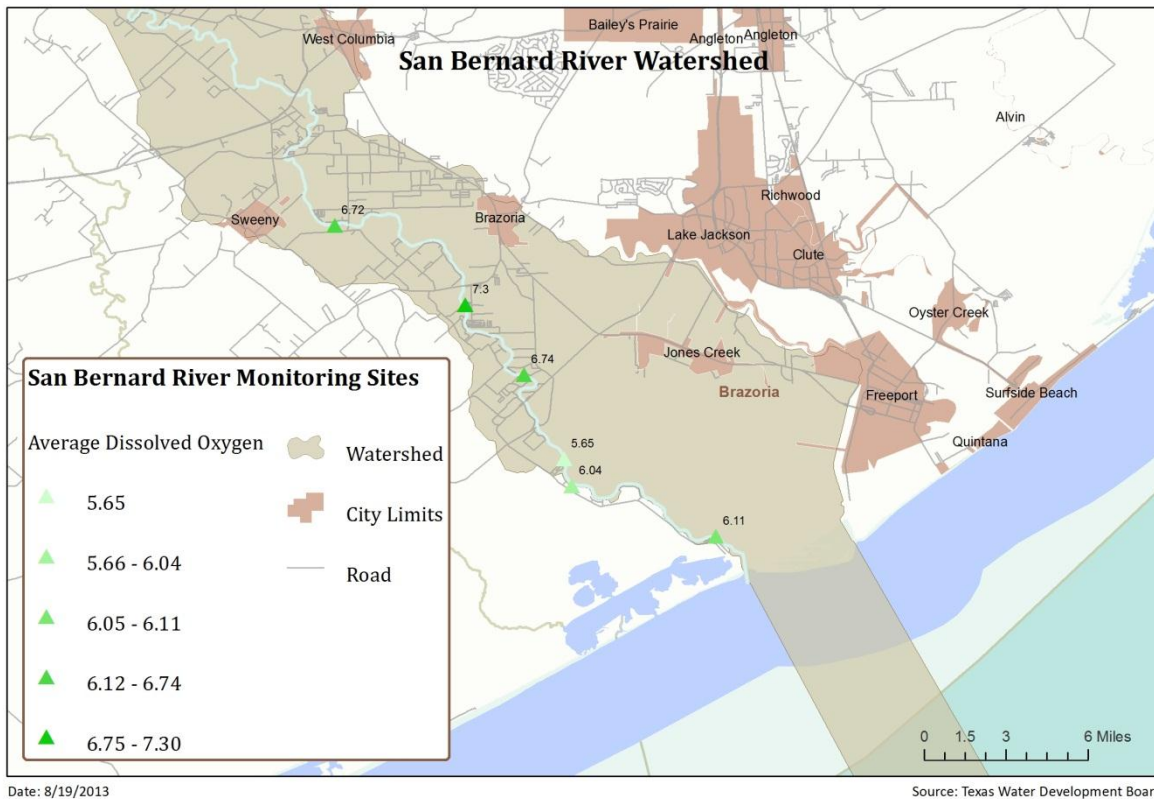 Bailey's Prairie
West Columbia
Angleton
Angleton
San Bernard River Watershed
Alvin
Richwood
6.72
Sweeny
Brazoria
Lake Jackson
Clute
7.3
Oyster Creek
Jones Creek
6.74
Brazoria
Freeport
Surfside Beach
Quintana
5.65
6.04
6.11
San Bernard River Monitoring Sites
Average Dissolved Oxygen
5.65
5.66 - 6.04
6.05 - 6.11
6.12 - 6.74
6.75 - 7.30
Watershed
City Limits
Road
0 1.5 3 6 Miles
Date: 8/19/2013
Source: Texas Water Development Boar